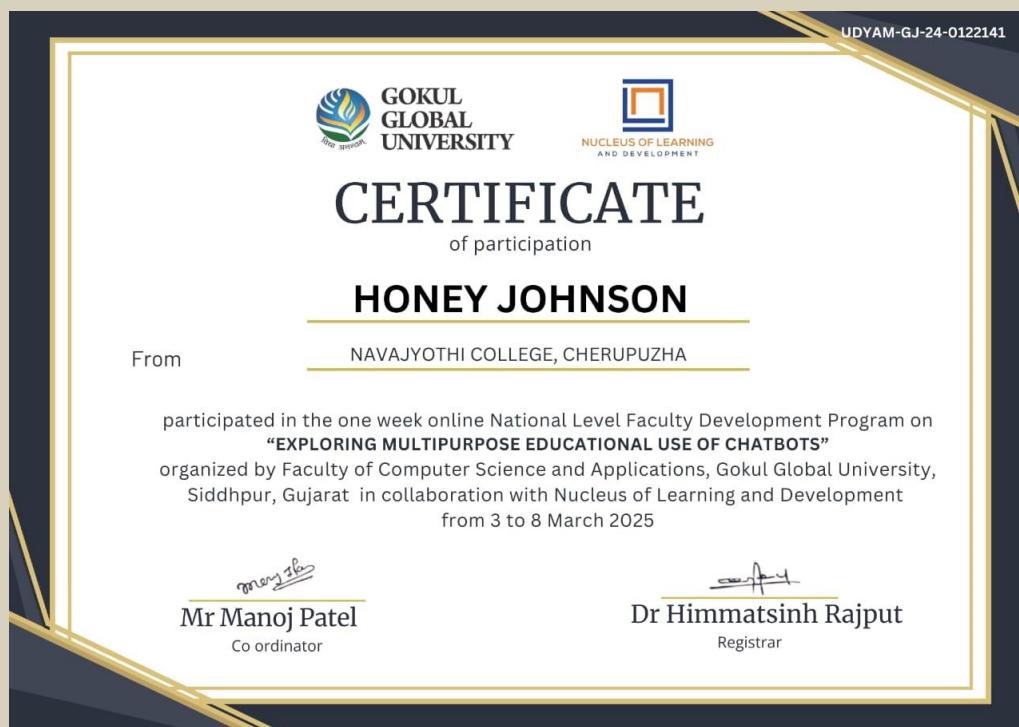 UDYAM-GJ-24-0122141
GOKUL
GLOBAL
UNIVERSITY
विद्या अमृतम्
NUCLEUS OF LEARNING
AND DEVELOPMENT
CERTIFICATE
of participation
HONEY JOHNSON
From
NAVAJYOTHI COLLEGE, CHERUPUZHA
participated in the one week online National Level Faculty Development Program on
“EXPLORING MULTIPURPOSE EDUCATIONAL USE OF CHATBOTS”
organized by Faculty of Computer Science and Applications, Gokul Global University,
Siddhpur, Gujarat in collaboration with Nucleus of Learning and Development
from 3 to 8 March 2025
Mr Manoj Patel
Co ordinator
Dr Himmatsinh Rajput
Registrar